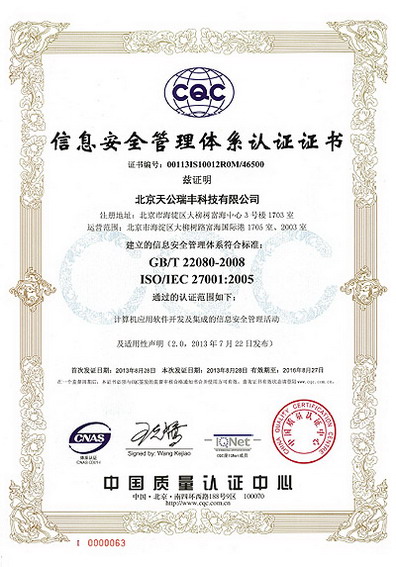 CQC
信息安全管理体系认证证书
证书编号：00113IS10012R0M/46500
兹证明
北京天公瑞丰科技有限公司
注册地址：北京市海淀区大柳树富海中心3号楼1703室
运营范围：北京市海淀区大柳树路富海国际港1705室、2003室
建立的信息安全管理体系符合标准：
GB/T 22080-2008
ISO/IEC 27001:2005
通过的认证范围如下：
计算机应用软件开发及集成的信息安全管理活动
及适用性声明（2.0，2013年7月22日发布）
首次发证日期：2013年8月28日 本次发证日期：2013年8月28日 有效期至：2016年8月27日
CNAS
Signed by: Wang Kejiao
IQNet
CHINA QUALITY CERTIFICATION CENTRE
中国质量认证中心
中国质量认证中心
中国·北京·南四环西路188号9区 100070
http://www.cqc.com.cn
I 0000063